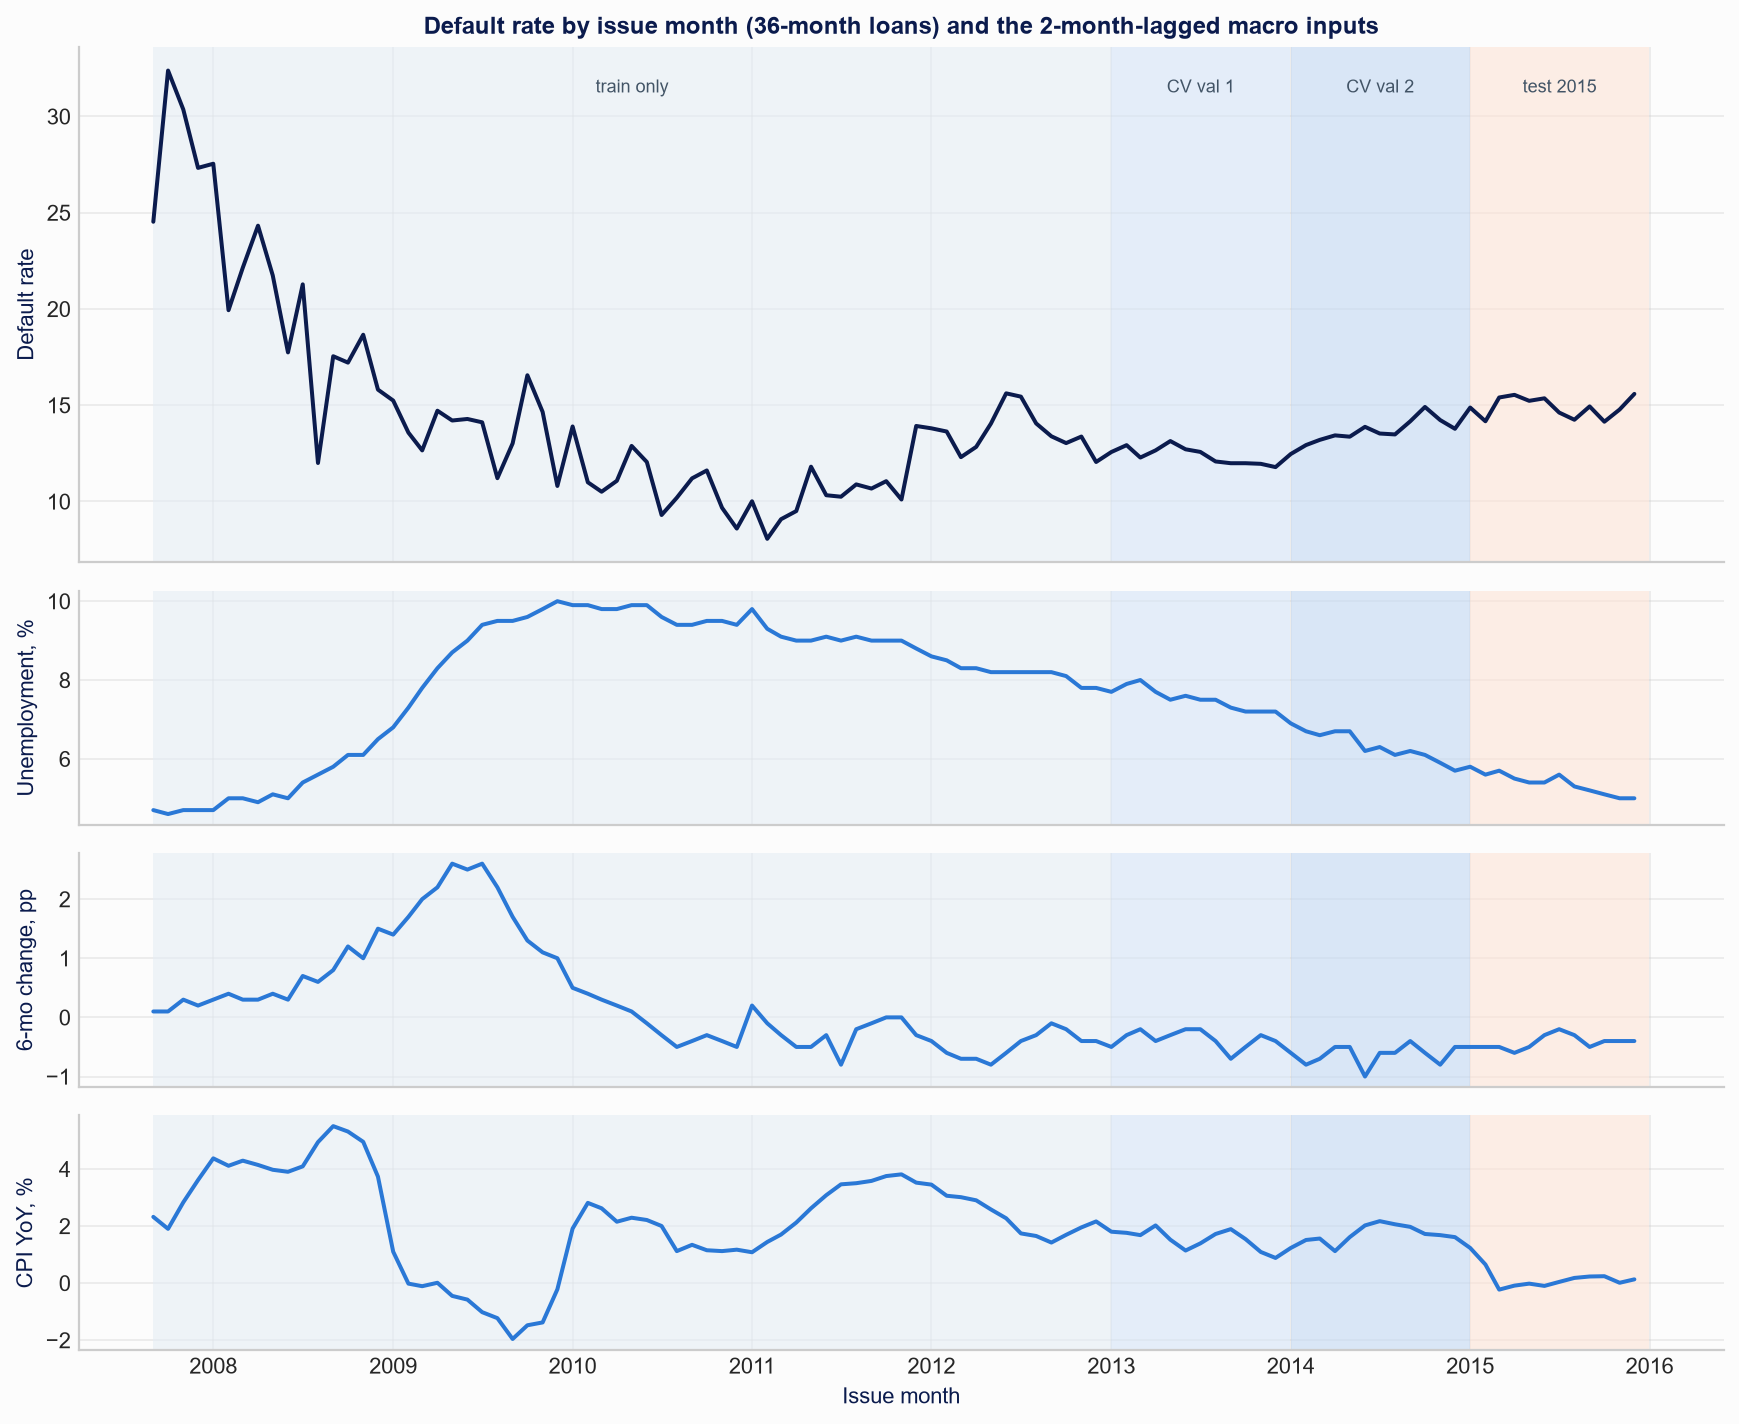 Default rate by issue month (36-month loans) and the 2-month-lagged macro inputs
train only
CV val 1
CV val 2
test 2015
Default rate
30
25
20
15
10
Unemployment, %
10
8
6
6-mo change, pp
2
1
0
−1
CPI YoY, %
4
2
0
−2
2008
2009
2010
2011
2012
2013
2014
2015
2016
Issue month